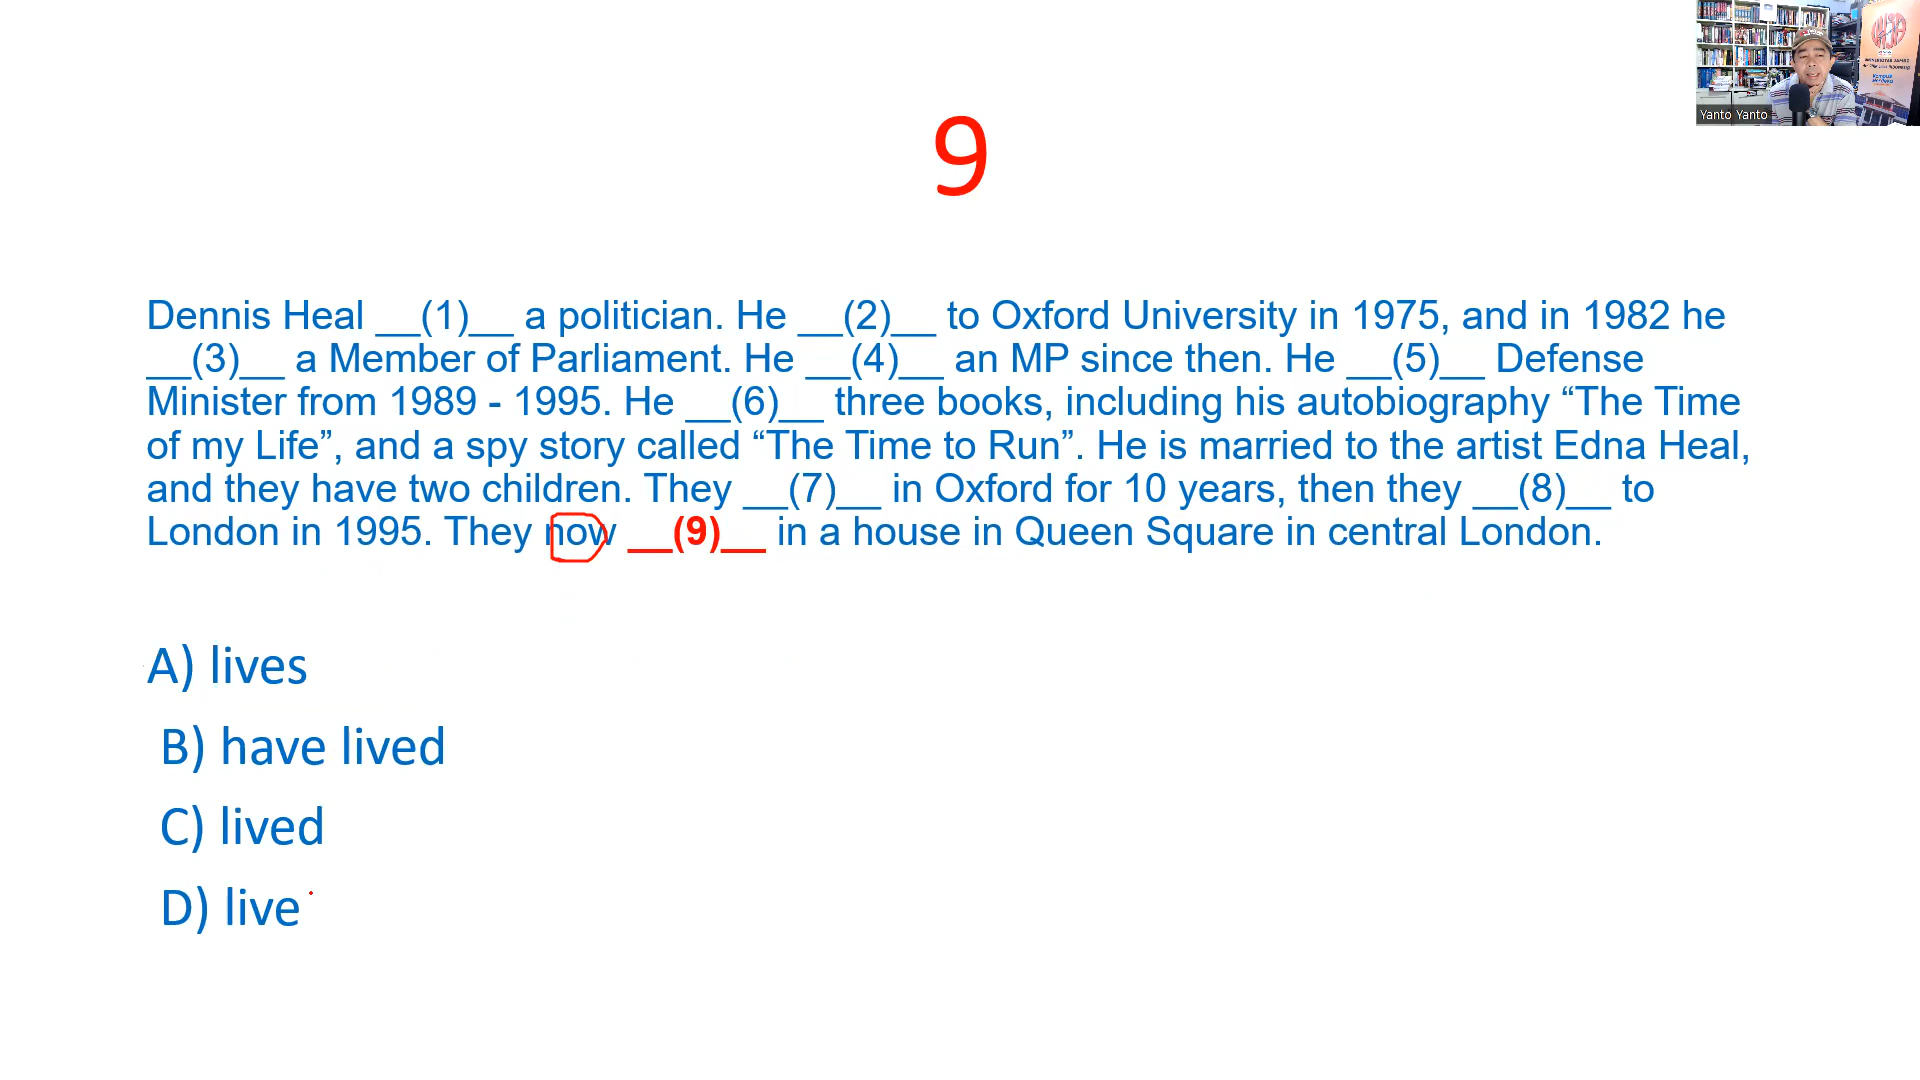 Yanto Yanto
9
Dennis Heal __(1)__ a politician. He __(2)__ to Oxford University in 1975, and in 1982 he
__(3)__ a Member of Parliament. He __(4)__ an MP since then. He __(5)__ Defense
Minister from 1989 - 1995. He __(6)__ three books, including his autobiography “The Time
of my Life”, and a spy story called “The Time to Run”. He is married to the artist Edna Heal,
and they have two children. They __(7)__ in Oxford for 10 years, then they __(8)__ to
London in 1995. They now __(9)__ in a house in Queen Square in central London.
A) lives
B) have lived
C) lived
D) live